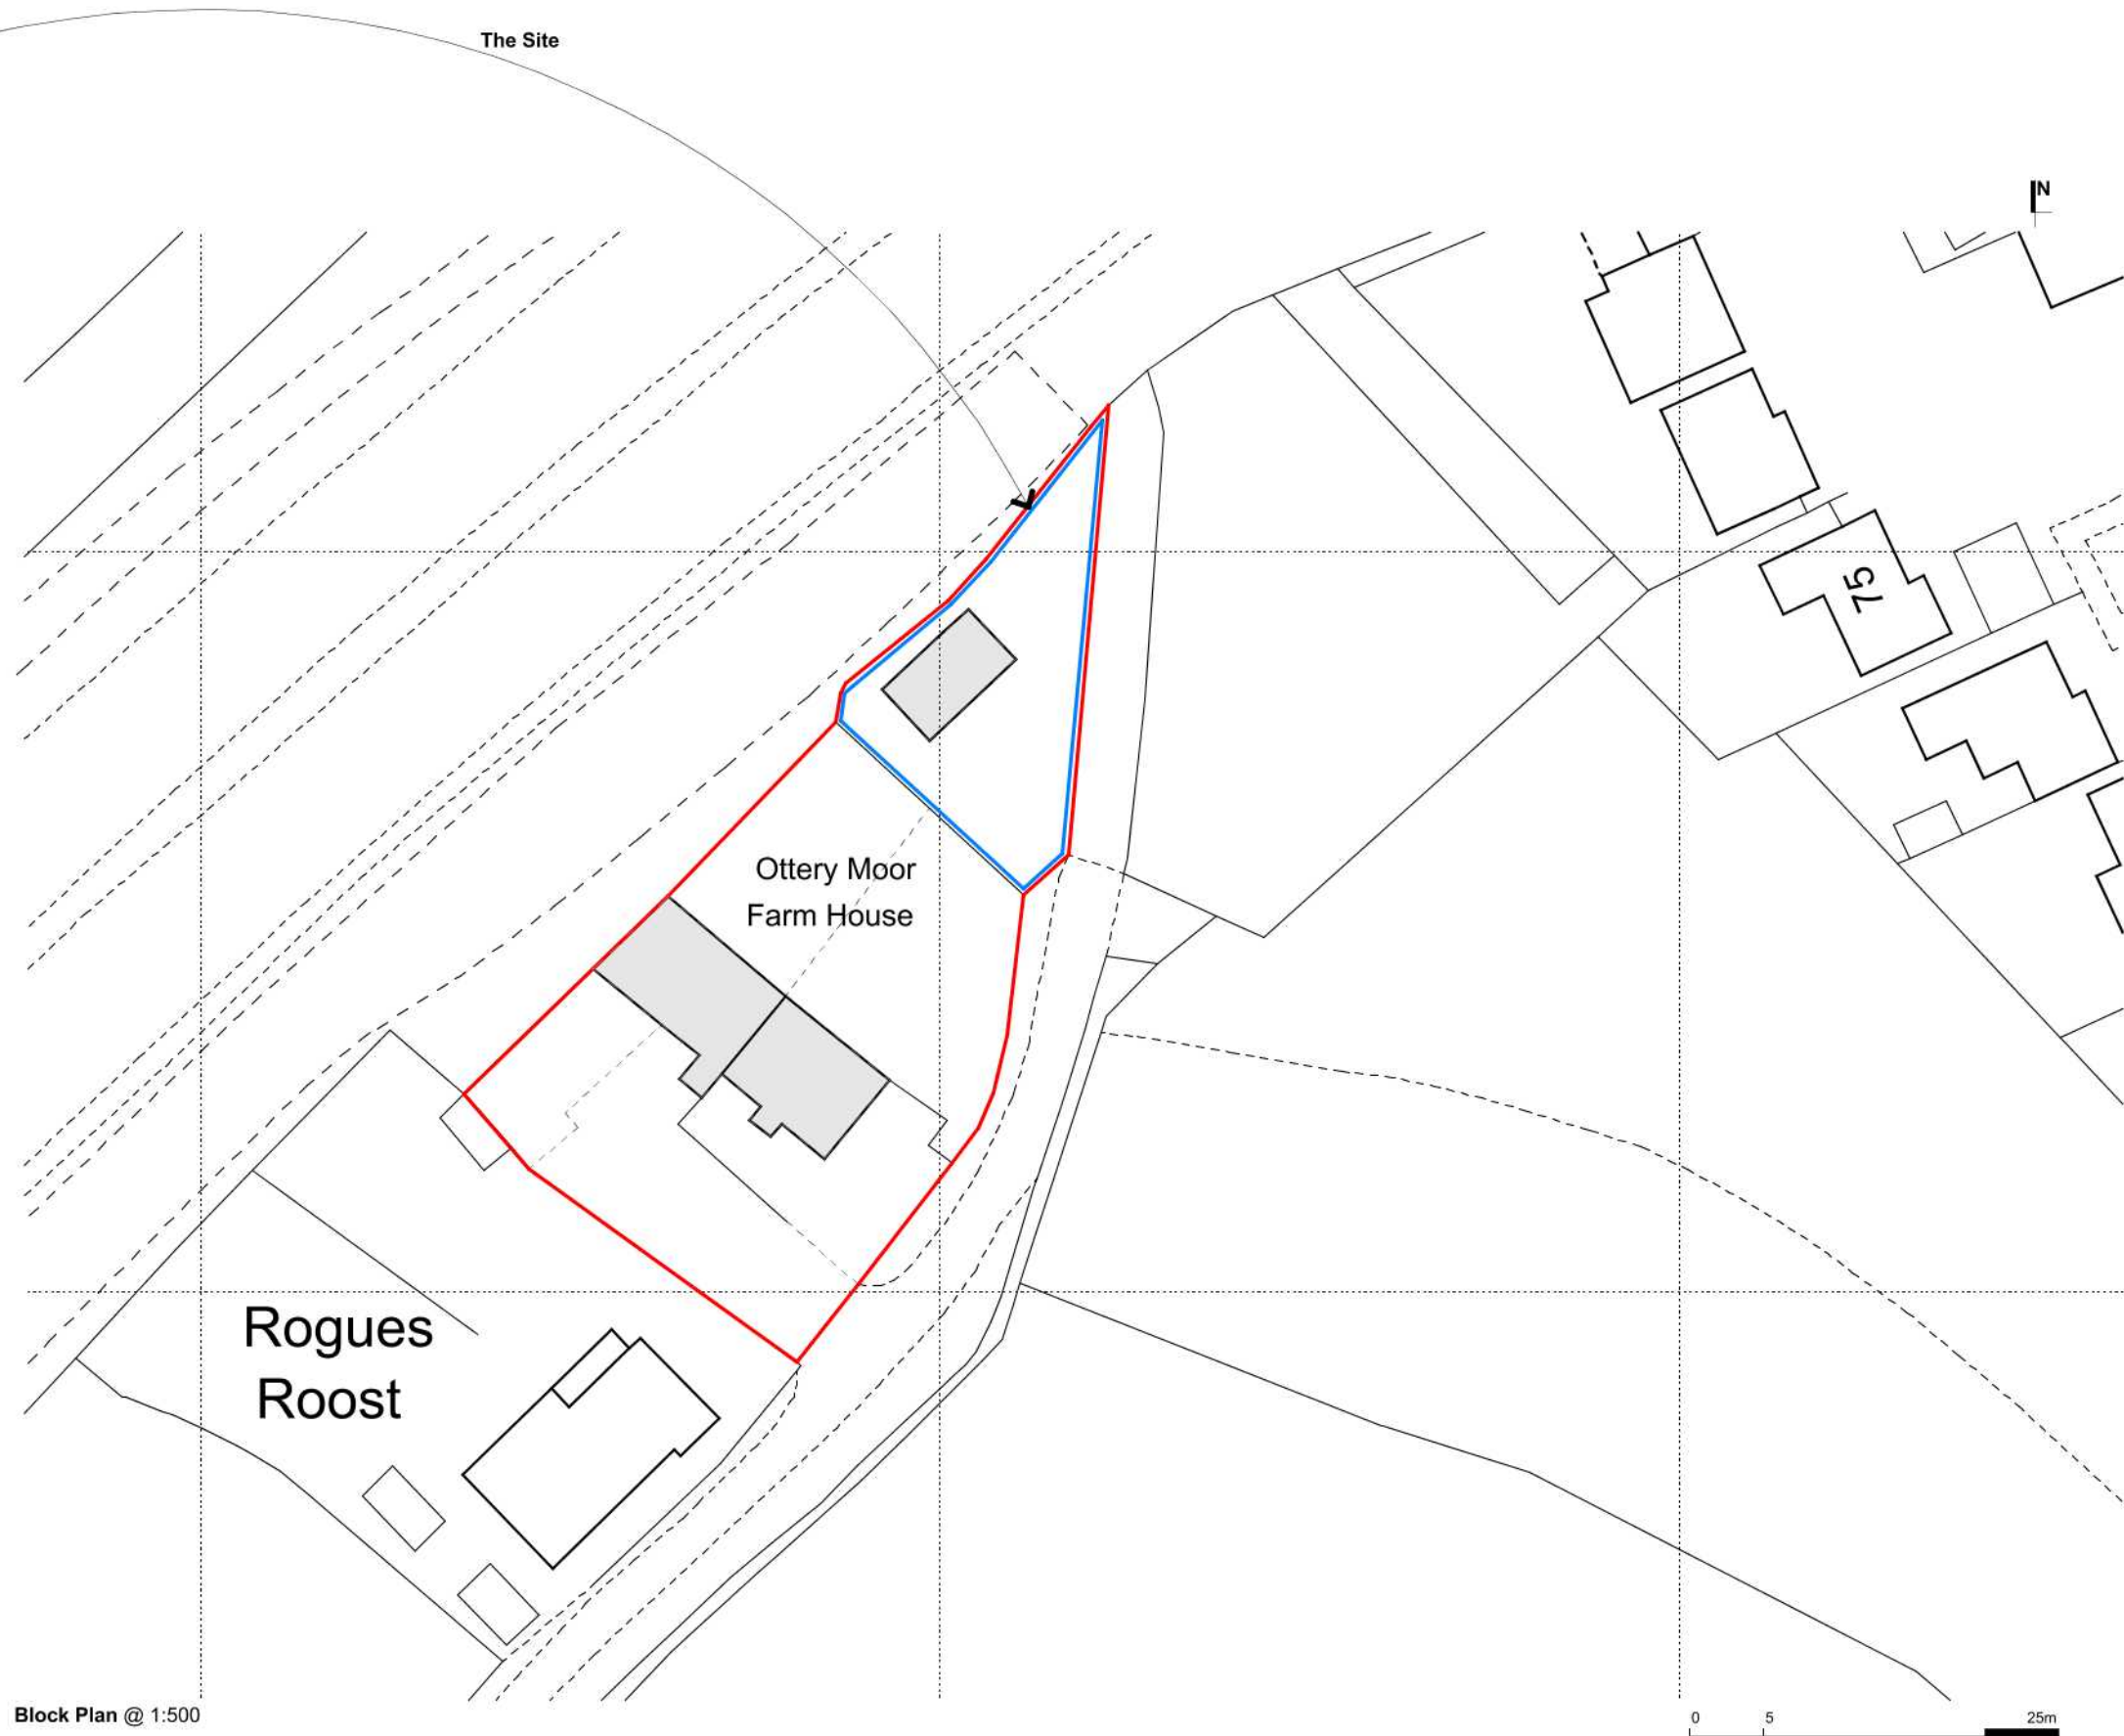 The Site
N
75
Ottery Moor
Farm House
Rogues
Roost
Block Plan @ 1:500
0 5 25m